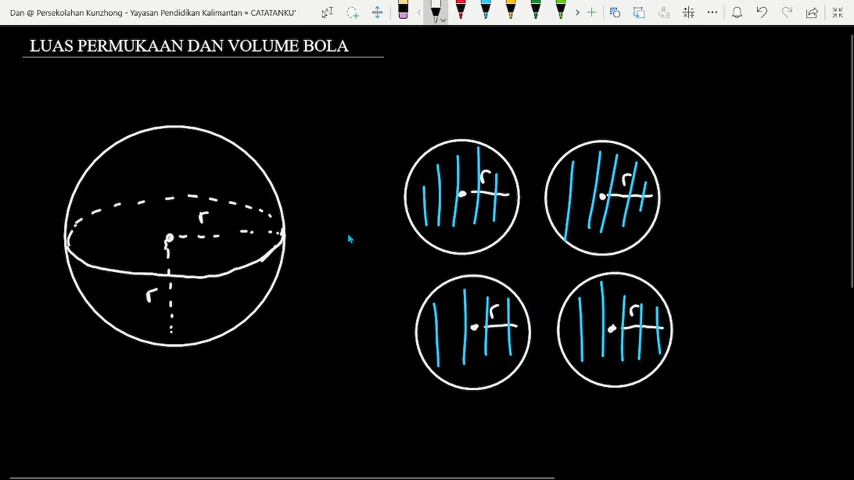 Dan @ Persekolahan Kunzhong - Yayasan Pendidikan Kalimantan » CATATANKU"
LUAS PERMUKAAN DAN VOLUME BOLA
r
r
r
r
r
r